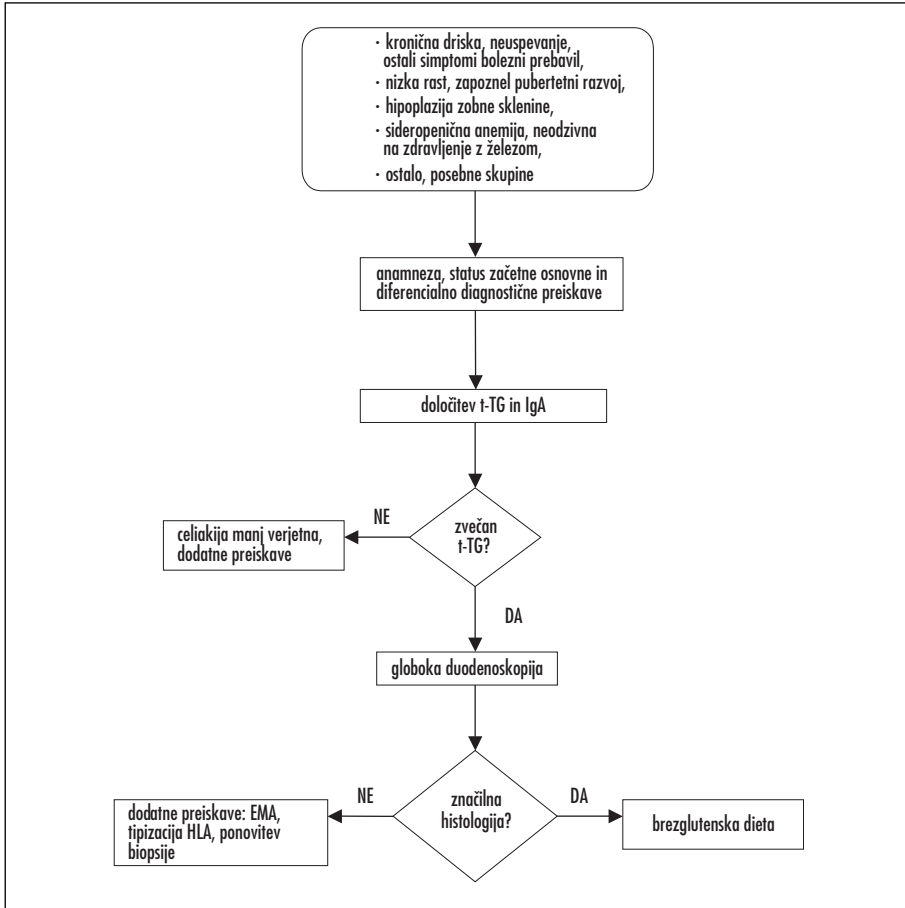 · kronična driska, neuspevanje,
ostali simptomi bolezni prebavil,
· nizka rast, zapoznel pubertetni razvoj,
· hipoplazija zobne sklenine,
· sideropenična anemija, neodzivna
na zdravljenje z železom,
· ostalo, posebne skupine
anamneza, status začetne osnovne in
diferencialno diagnostične preiskave
določitev t-TG in IgA
zvečan
t-TG?
NE
celiakija manj verjetna,
dodatne preiskave
DA
globoka duodenoskopija
značilna
histologija?
NE
dodatne preiskave: EMA,
tipizacija HLA, ponovitev
biopsije
DA
brezglutenska dieta